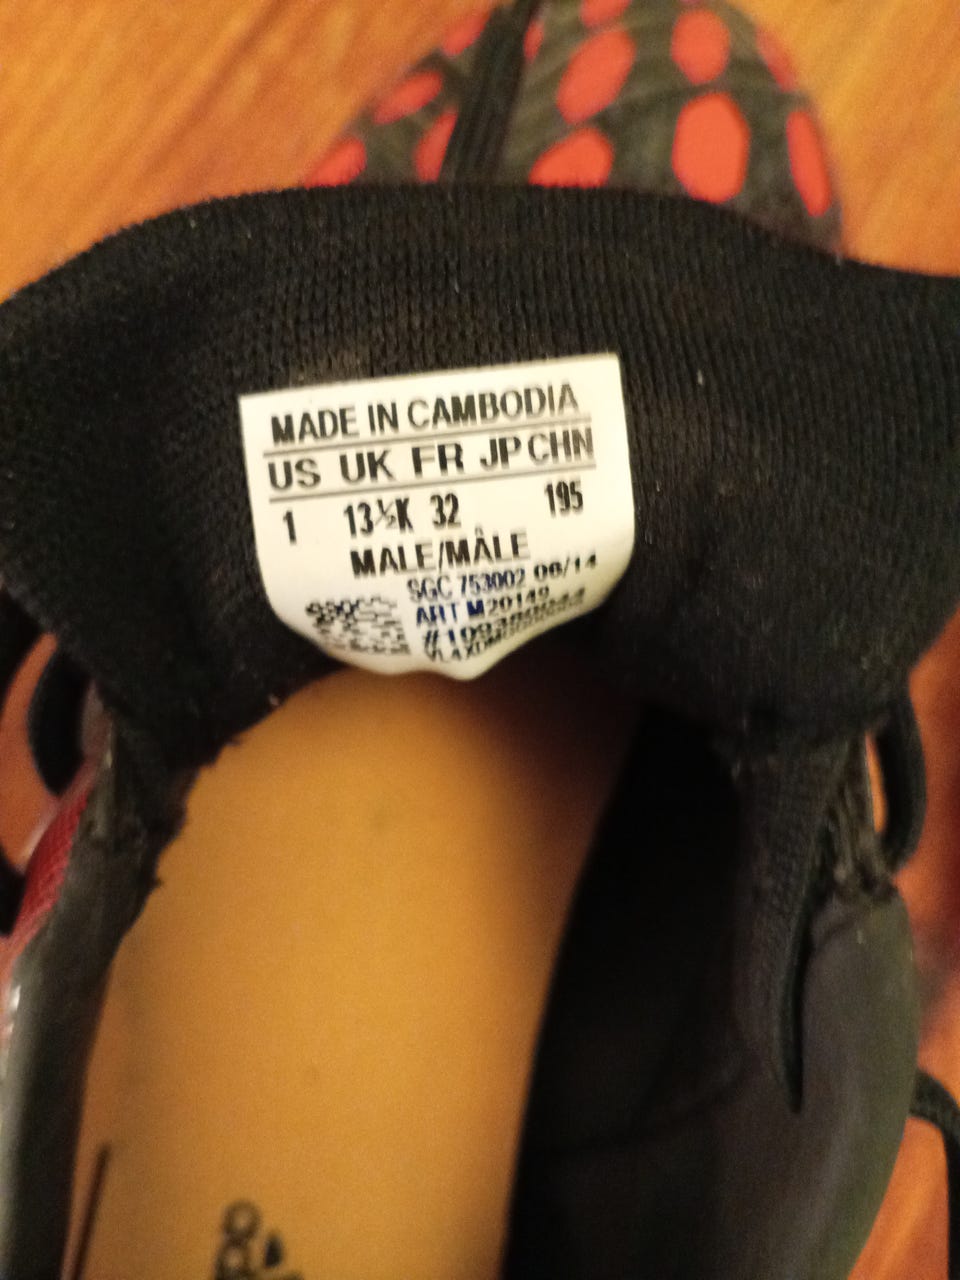 MADE IN CAMBODIA
US UK FR JP CHN
1 13½K 32 195
MALE/MÂLE
SGC 753002 06/14
ART M20149